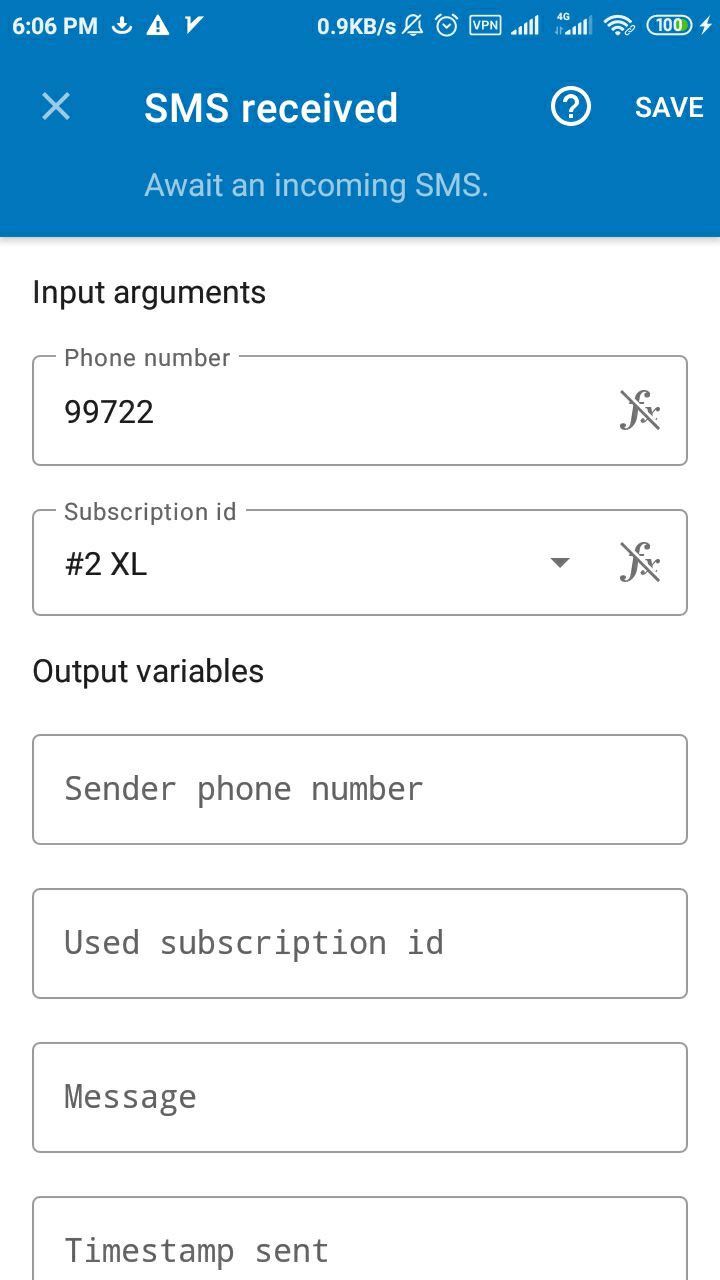 6:06 PM 0.9KB/s VPN 4G 100
SMS received SAVE
Await an incoming SMS.
Input arguments
Phone number
99722
Subscription id
#2 XL
Output variables
Sender phone number
Used subscription id
Message
Timestamp sent